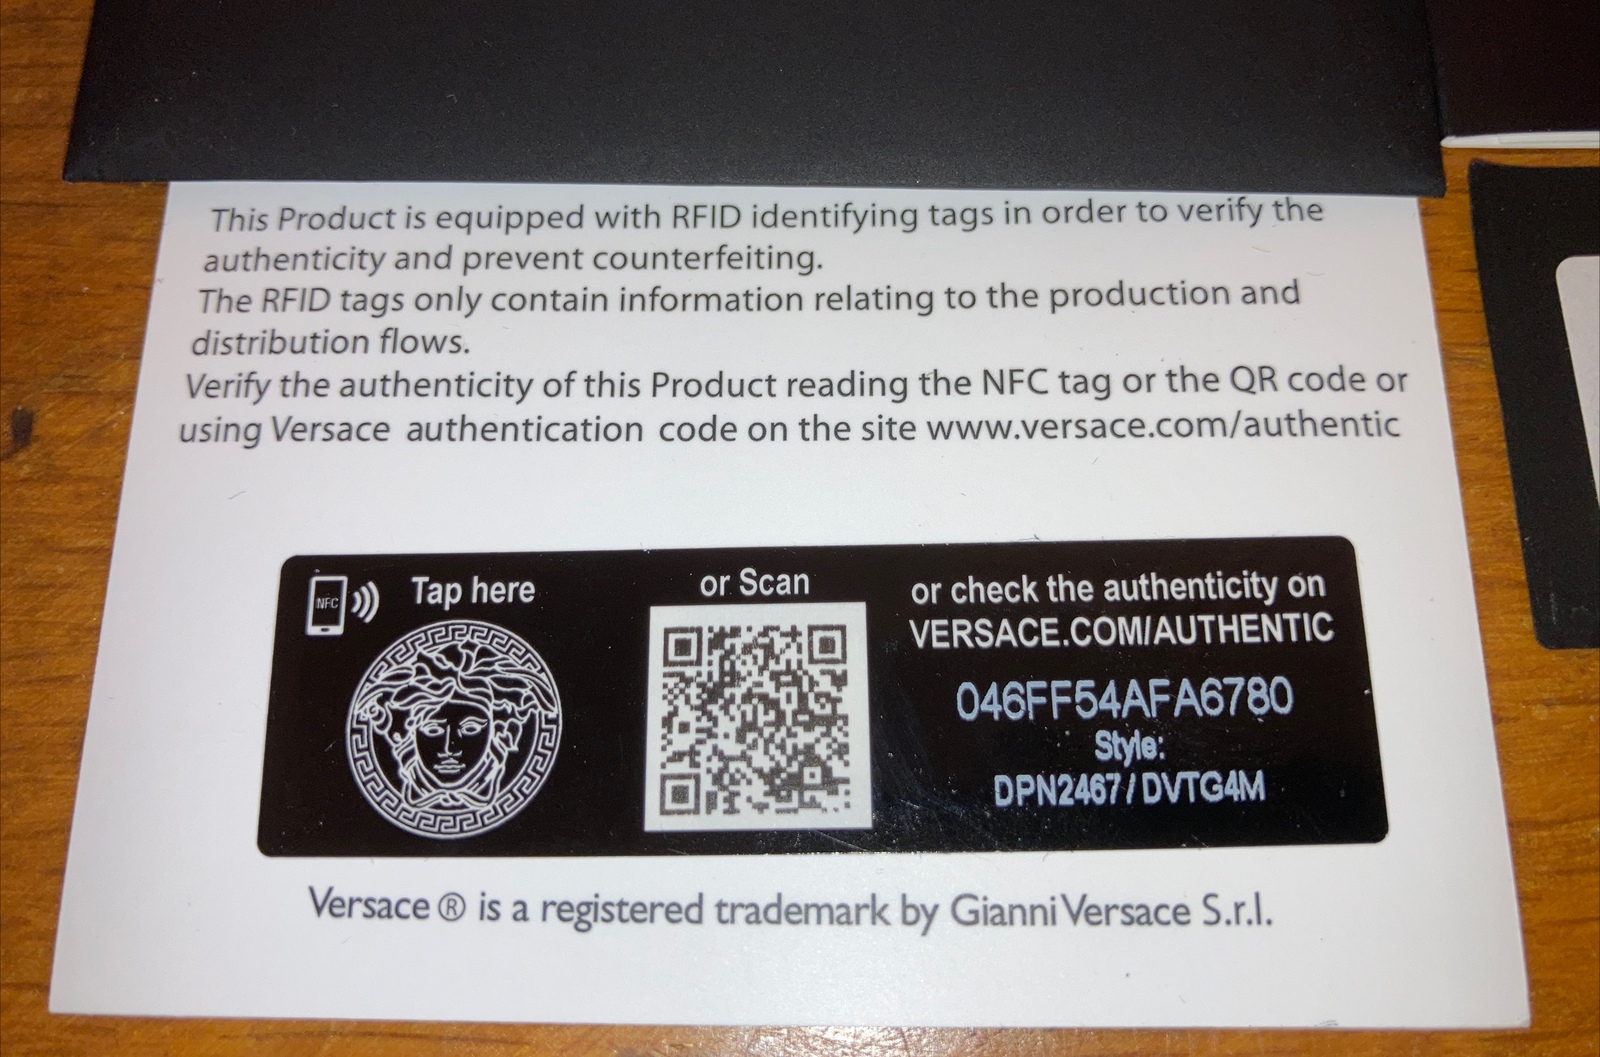 This Product is equipped with RFID identifying tags in order to verify the
authenticity and prevent counterfeiting.
The RFID tags only contain information relating to the production and
distribution flows.
Verify the authenticity of this Product reading the NFC tag or the QR code or
using Versace authentication code on the site www.versace.com/authentic
NFC
Tap here
or Scan
or check the authenticity on
VERSACE.COM/AUTHENTIC
046FF54AFA6780
Style:
DPN2467 / DVTG4M
Versace ® is a registered trademark by Gianni Versace S.r.l.